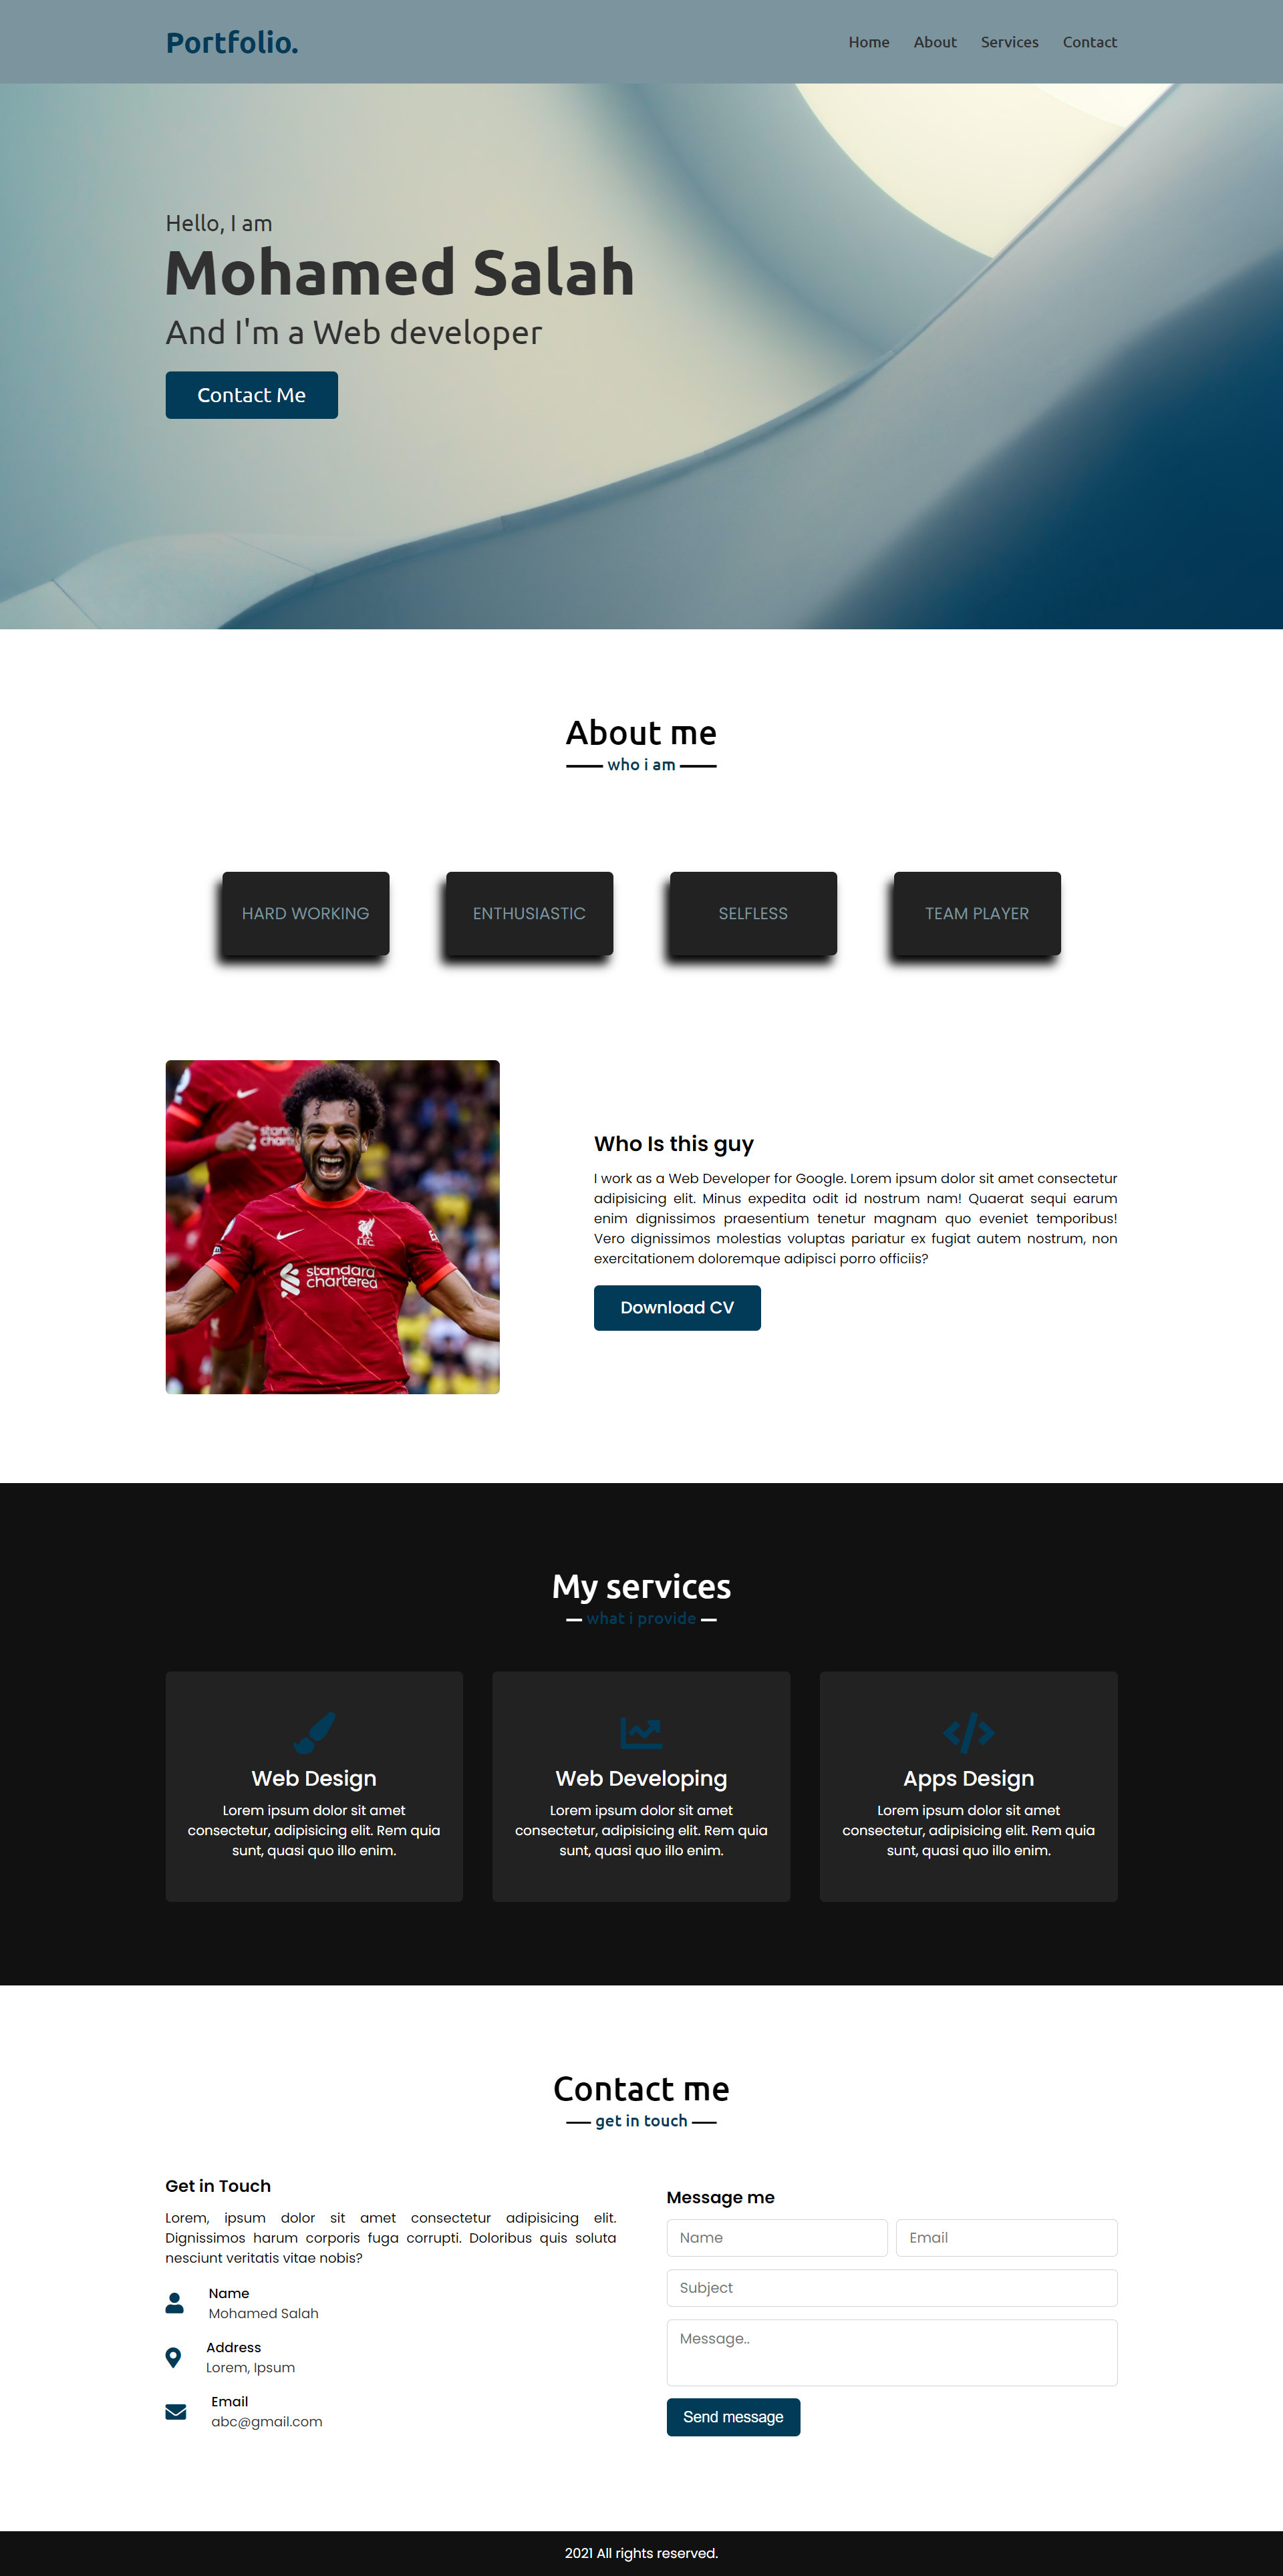 Portfolio.
Home About Services Contact
Hello, I am
Mohamed Salah
And I'm a Web developer
Contact Me
About me
who i am
HARD WORKING
ENTHUSIASTIC
SELFLESS
TEAM PLAYER
L.F.C.
standard
chartered
Who Is this guy
I work as a Web Developer for Google. Lorem ipsum dolor sit amet consectetur
adipisicing elit. Minus expedita odit id nostrum nam! Quaerat sequi earum
enim dignissimos praesentium tenetur magnam quo eveniet temporibus!
Vero dignissimos molestias voluptas pariatur ex fugiat autem nostrum, non
exercitationem doloremque adipisci porro officiis?
Download CV
My services
what i provide
Web Design
Lorem ipsum dolor sit amet
consectetur, adipisicing elit. Rem quia
sunt, quasi quo illo enim.
Web Developing
Lorem ipsum dolor sit amet
consectetur, adipisicing elit. Rem quia
sunt, quasi quo illo enim.
Apps Design
Lorem ipsum dolor sit amet
consectetur, adipisicing elit. Rem quia
sunt, quasi quo illo enim.
Contact me
get in touch
Get in Touch
Lorem, ipsum dolor sit amet consectetur adipisicing elit.
Dignissimos harum corporis fuga corrupti. Doloribus quis soluta
nesciunt veritatis vitae nobis?
Name
Mohamed Salah
Address
Lorem, Ipsum
Email
abc@gmail.com
Message me
Name
Email
Subject
Message..
Send message
2021 All rights reserved.